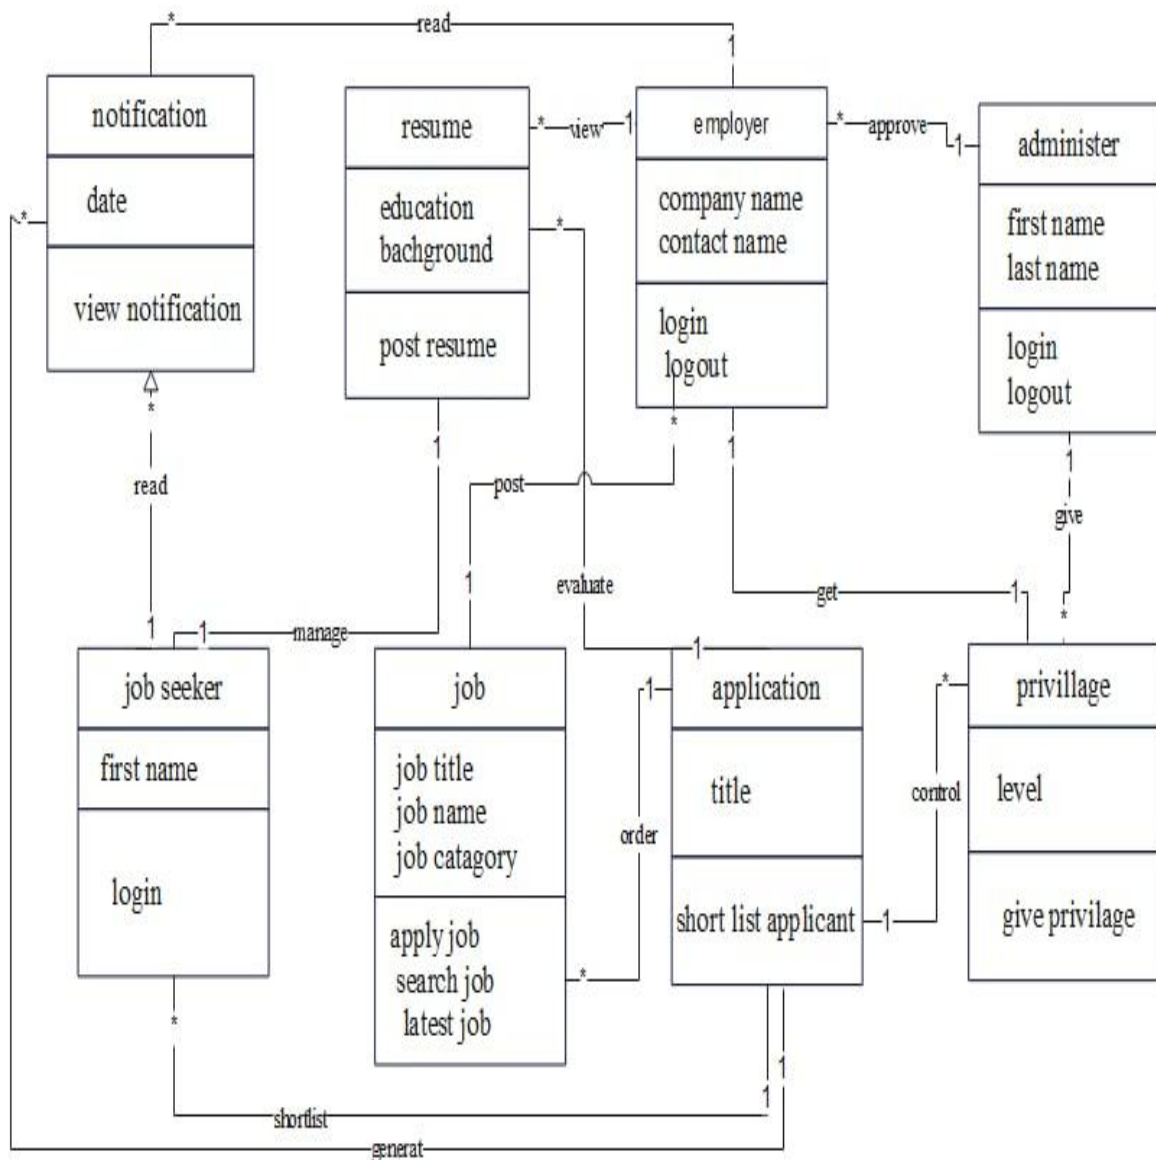 * read 1
notification
date
view notification
resume
education
bachground
post resume
* view 1
employer
company name
contact name
login
logout
* approve 1
administer
first name
last name
login
logout
*
*
*
read
1
1
1 manage
post
*
1
evaluate
1
1
get 1
1
give
*
job seeker
first name
login
job
job title
job name
job catagory
apply job
search job
latest job
1
order
*
application
title
short list applicant
*
control
1
privillage
level
give privilage
*
shortlist
1
1
generat